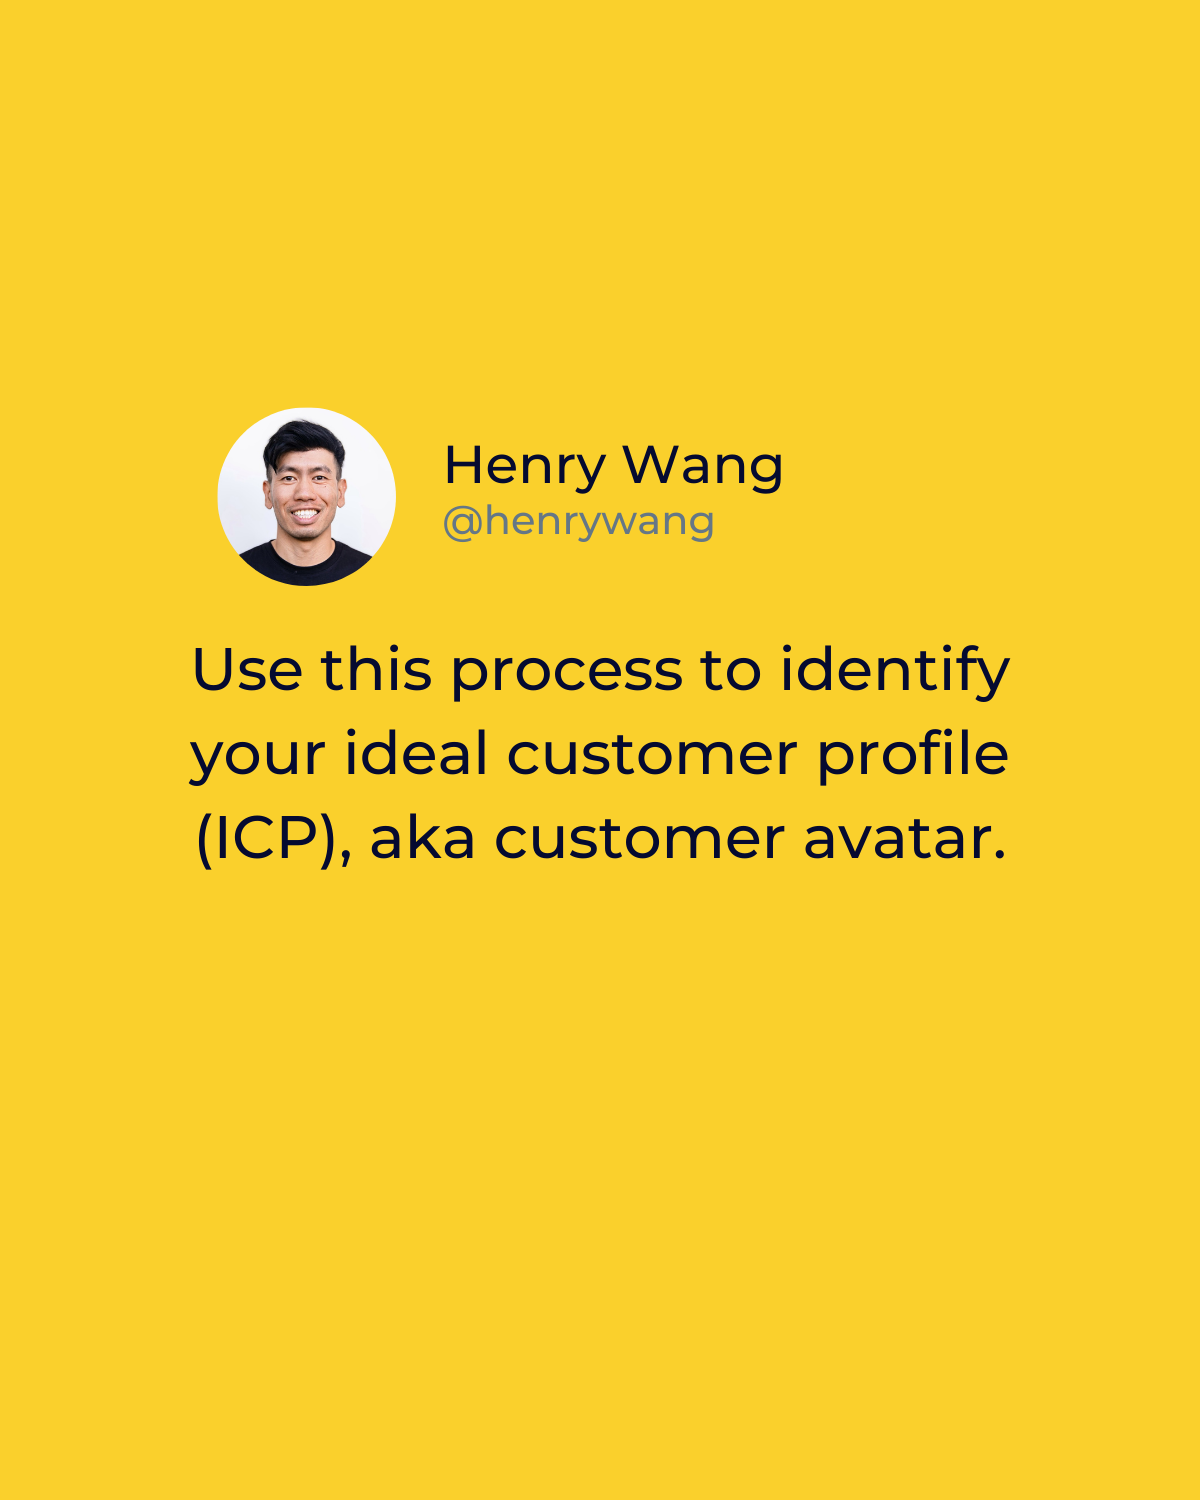 Henry Wang
@henrywang
Use this process to identify
your ideal customer profile
(ICP), aka customer avatar.